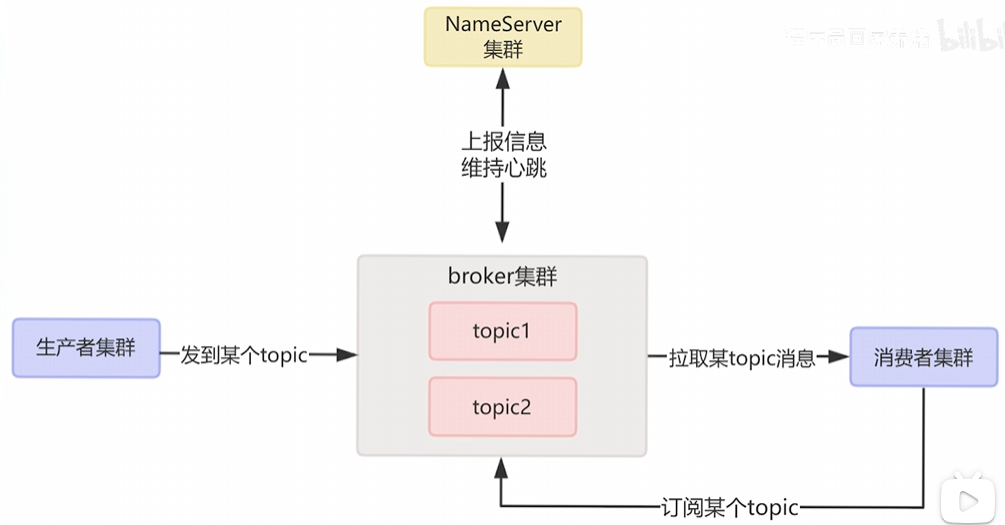 NameServer
集群
bilibili
上报信息
维持心跳
broker集群
topic1
生产者集群
发到某个topic
拉取某topic消息
消费者集群
topic2
订阅某个topic